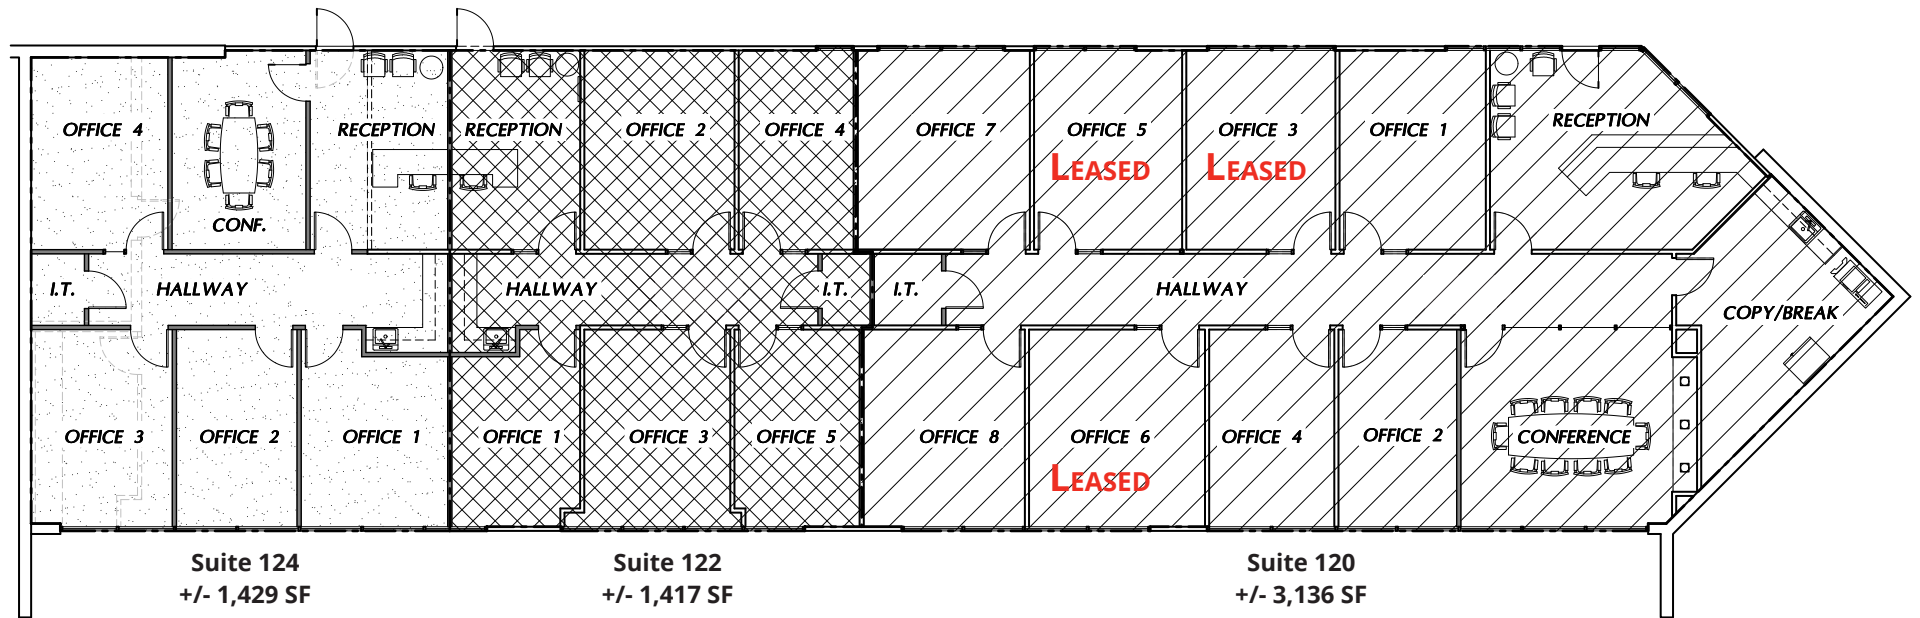 OFFICE 4
CONF.
RECEPTION
RECEPTION
OFFICE 2
OFFICE 4
OFFICE 7
OFFICE 5
LEASED
OFFICE 3
LEASED
OFFICE 1
RECEPTION
I.T.
HALLWAY
HALLWAY
I.T.
I.T.
HALLWAY
COPY/BREAK
OFFICE 3
OFFICE 2
OFFICE 1
OFFICE 1
OFFICE 3
OFFICE 5
OFFICE 8
OFFICE 6
LEASED
OFFICE 4
OFFICE 2
CONFERENCE
Suite 124
+/- 1,429 SF
Suite 122
+/- 1,417 SF
Suite 120
+/- 3,136 SF